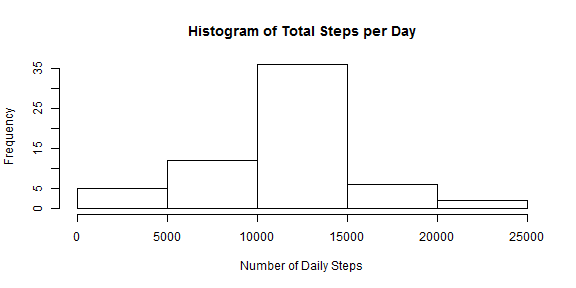 Histogram of Total Steps per Day
Frequency
35
25
15
5
0
0 5000 10000 15000 20000 25000
Number of Daily Steps